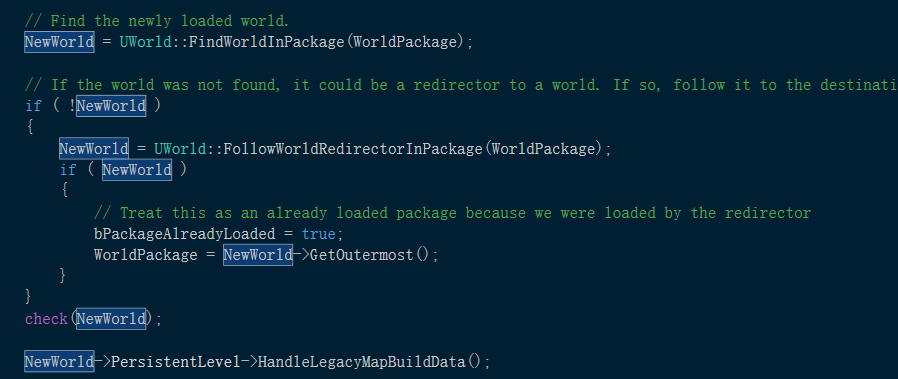 // Find the newly loaded world.
NewWorld = UWorld::FindWorldInPackage(WorldPackage);
// If the world was not found, it could be a redirector to a world. If so, follow it to the destinati
if ( !NewWorld )
{
NewWorld = UWorld::FollowWorldRedirectorInPackage(WorldPackage);
if ( NewWorld )
{
// Treat this as an already loaded package because we were loaded by the redirector
bPackageAlreadyLoaded = true;
WorldPackage = NewWorld->GetOutermost();
}
}
check(NewWorld);
NewWorld->PersistentLevel->HandleLegacyMapBuildData();